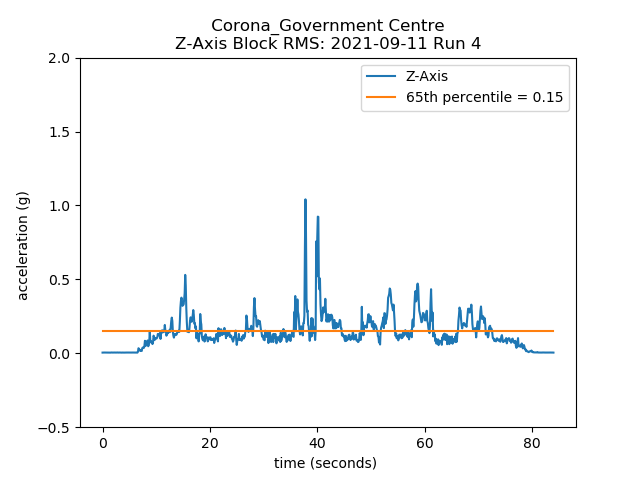 Corona_Government Centre
Z-Axis Block RMS: 2021-09-11 Run 4
Z-Axis
65th percentile = 0.15
2.0
1.5
1.0
0.5
0.0
−0.5
acceleration (g)
0 20 40 60 80
time (seconds)